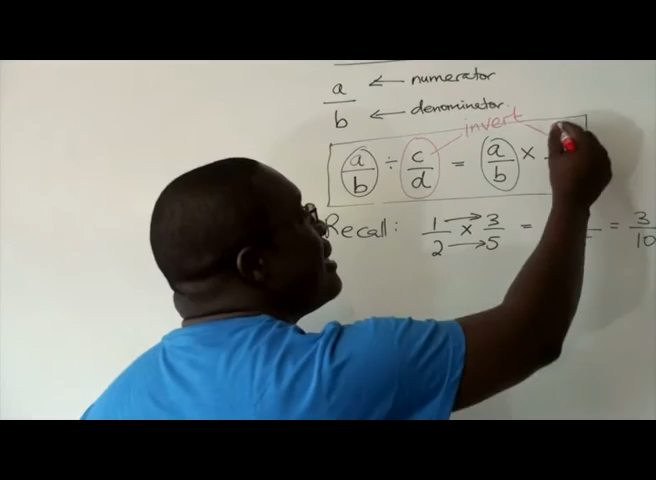 a ← numerator
b ← denominator
invert
a/b ÷ c/d = a/b ×
Recall: 1/2 × 3/5 = = 3/10